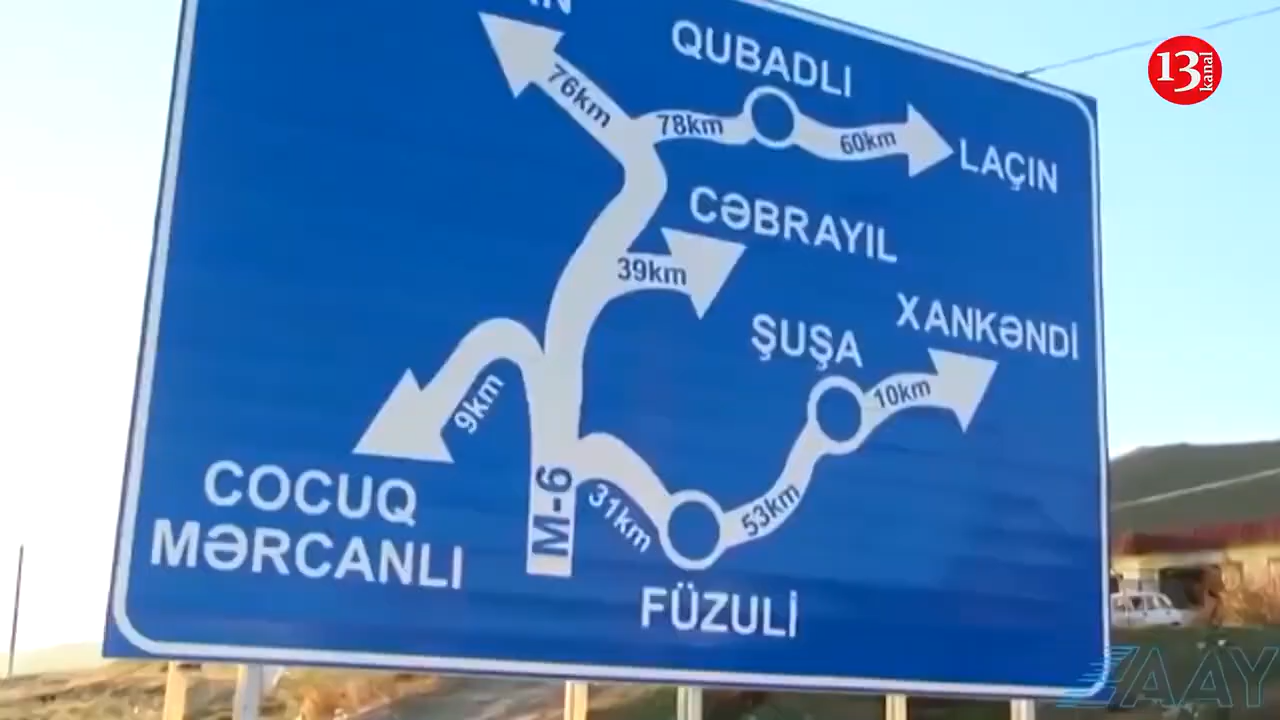 13
kanal
QUBADLI
76km
78km
60km
LAÇIN
CƏBRAYIL
39km
XANKƏNDİ
ŞUŞA
10km
9km
COCUQ
MƏRCANLI
M-6
31km
53km
FÜZULİ
AAY